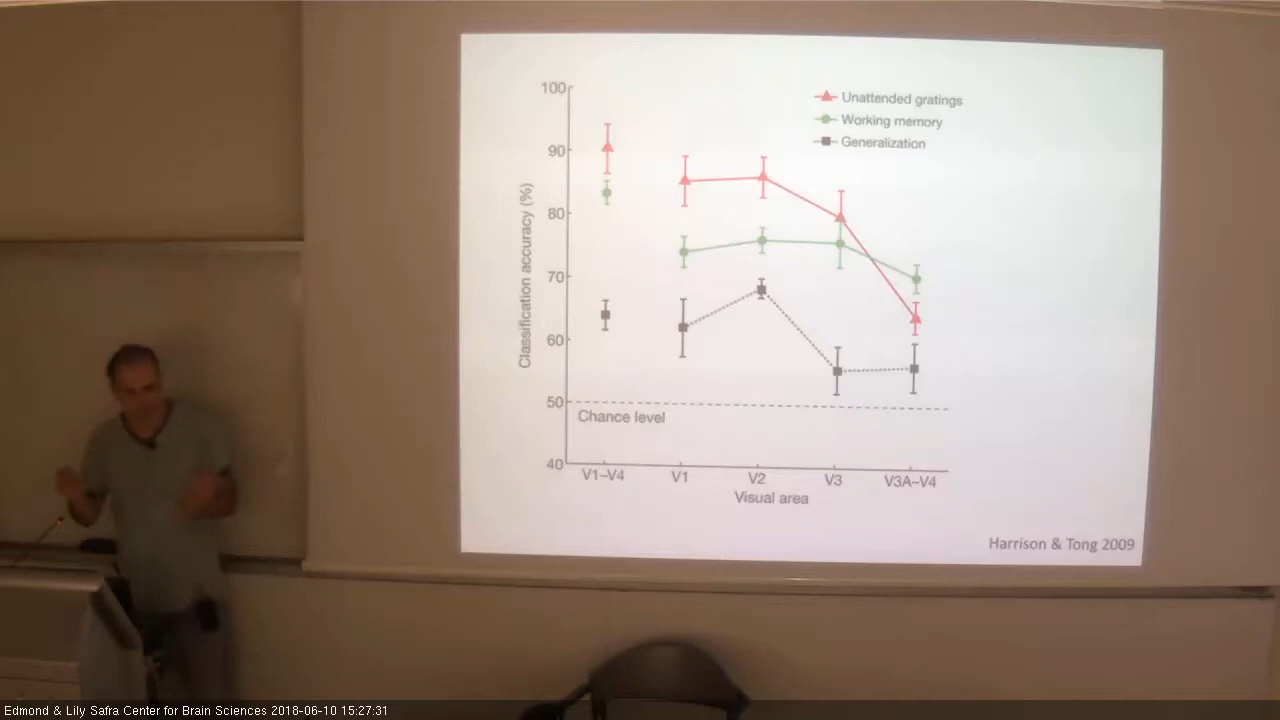 100
90
80
70
60
50
40
Classification accuracy (%)
Unattended gratings
Working memory
Generalization
Chance level
V1–V4 V1 V2 V3 V3A–V4
Visual area
Harrison & Tong 2009
Edmond & Lily Safra Center for Brain Sciences 2018-06-10 15:27:31